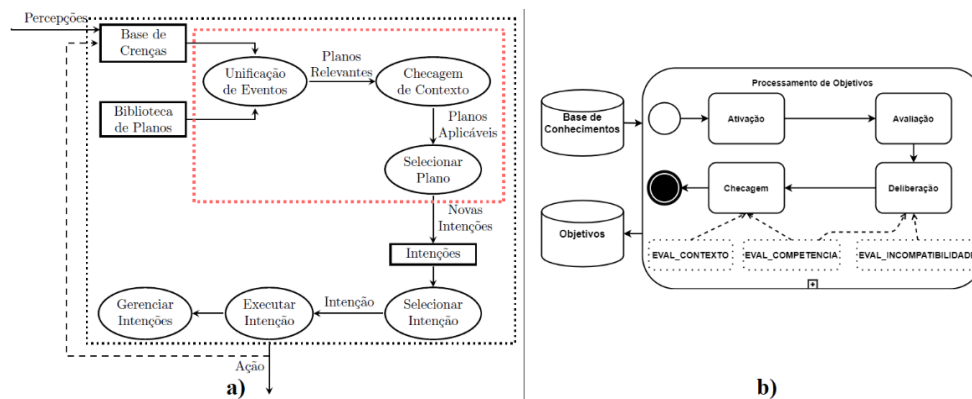 Percepções
Base de
Crenças
Unificação
de Eventos
Planos
Relevantes
Checagem
de Contexto
Biblioteca
de Planos
Planos
Aplicáveis
Selecionar
Plano
Novas
Intenções
Intenções
Gerenciar
Intenções
Executar
Intenção
Intenção
Selecionar
Intenção
Ação
a)
Processamento de Objetivos
Base de
Conhecimentos
Ativação
Avaliação
Checagem
Deliberação
Objetivos
EVAL_CONTEXTO
EVAL_COMPETENCIA
EVAL_INCOMPATIBILIDADE
b)